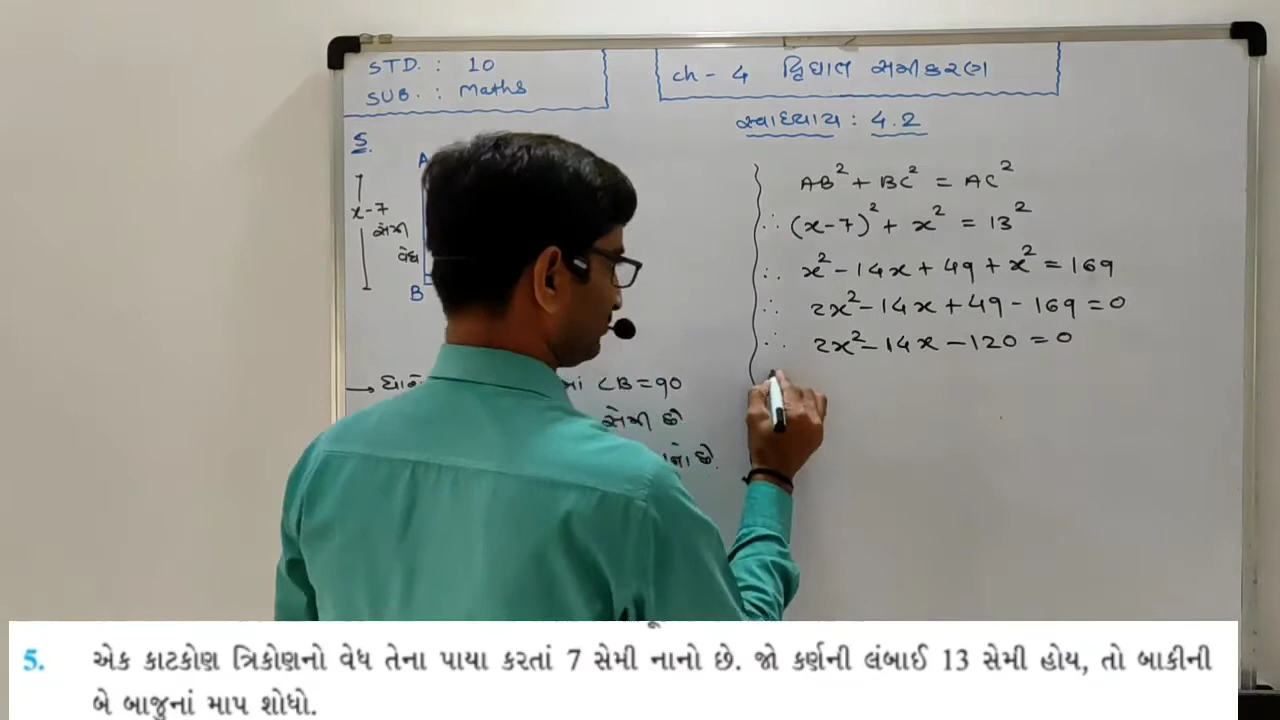 STD. : 10
SUB. : Maths
ch - 4 દ્વિઘાત સમીકરણ
સ્વાધ્યાય : 4.2
5.
A
x-7
સેમી
વેધ
B
∠B = 90
સેમી છે
છે.
AB² + BC² = AC²
∴ (x-7)² + x² = 13²
∴ x² - 14x + 49 + x² = 169
∴ 2x² - 14x + 49 - 169 = 0
∴ 2x² - 14x - 120 = 0
5. એક કાટકોણ ત્રિકોણનો વેધ તેના પાયા કરતાં 7 સેમી નાનો છે. જો કર્ણની લંબાઈ 13 સેમી હોય, તો બાકીની
બે બાજુનાં માપ શોધો.